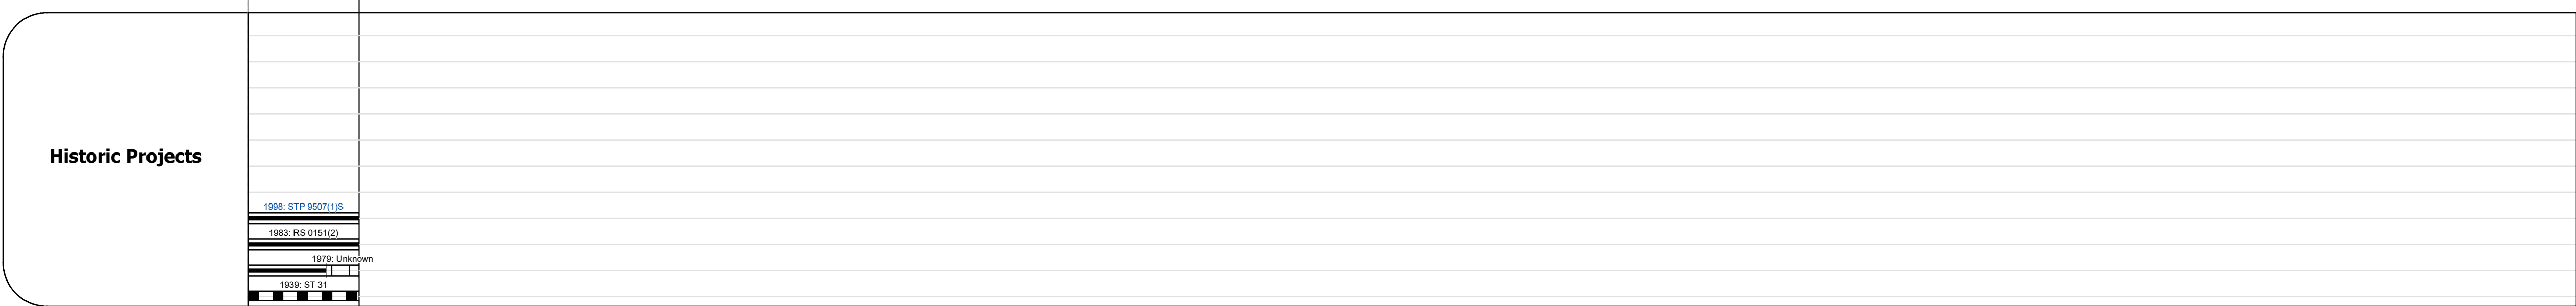 Historic Projects
1998: STP 9507(1)S
1983: RS 0151(2)
1979: Unknown
1939: ST 31